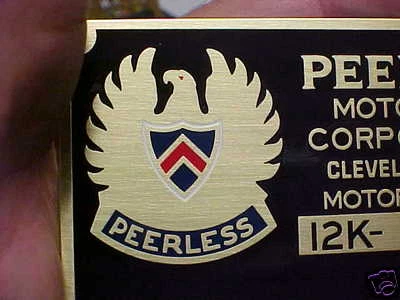 PEERLESS
PEE
MOTO
CORPO
CLEVEL
MOTOR
12K-